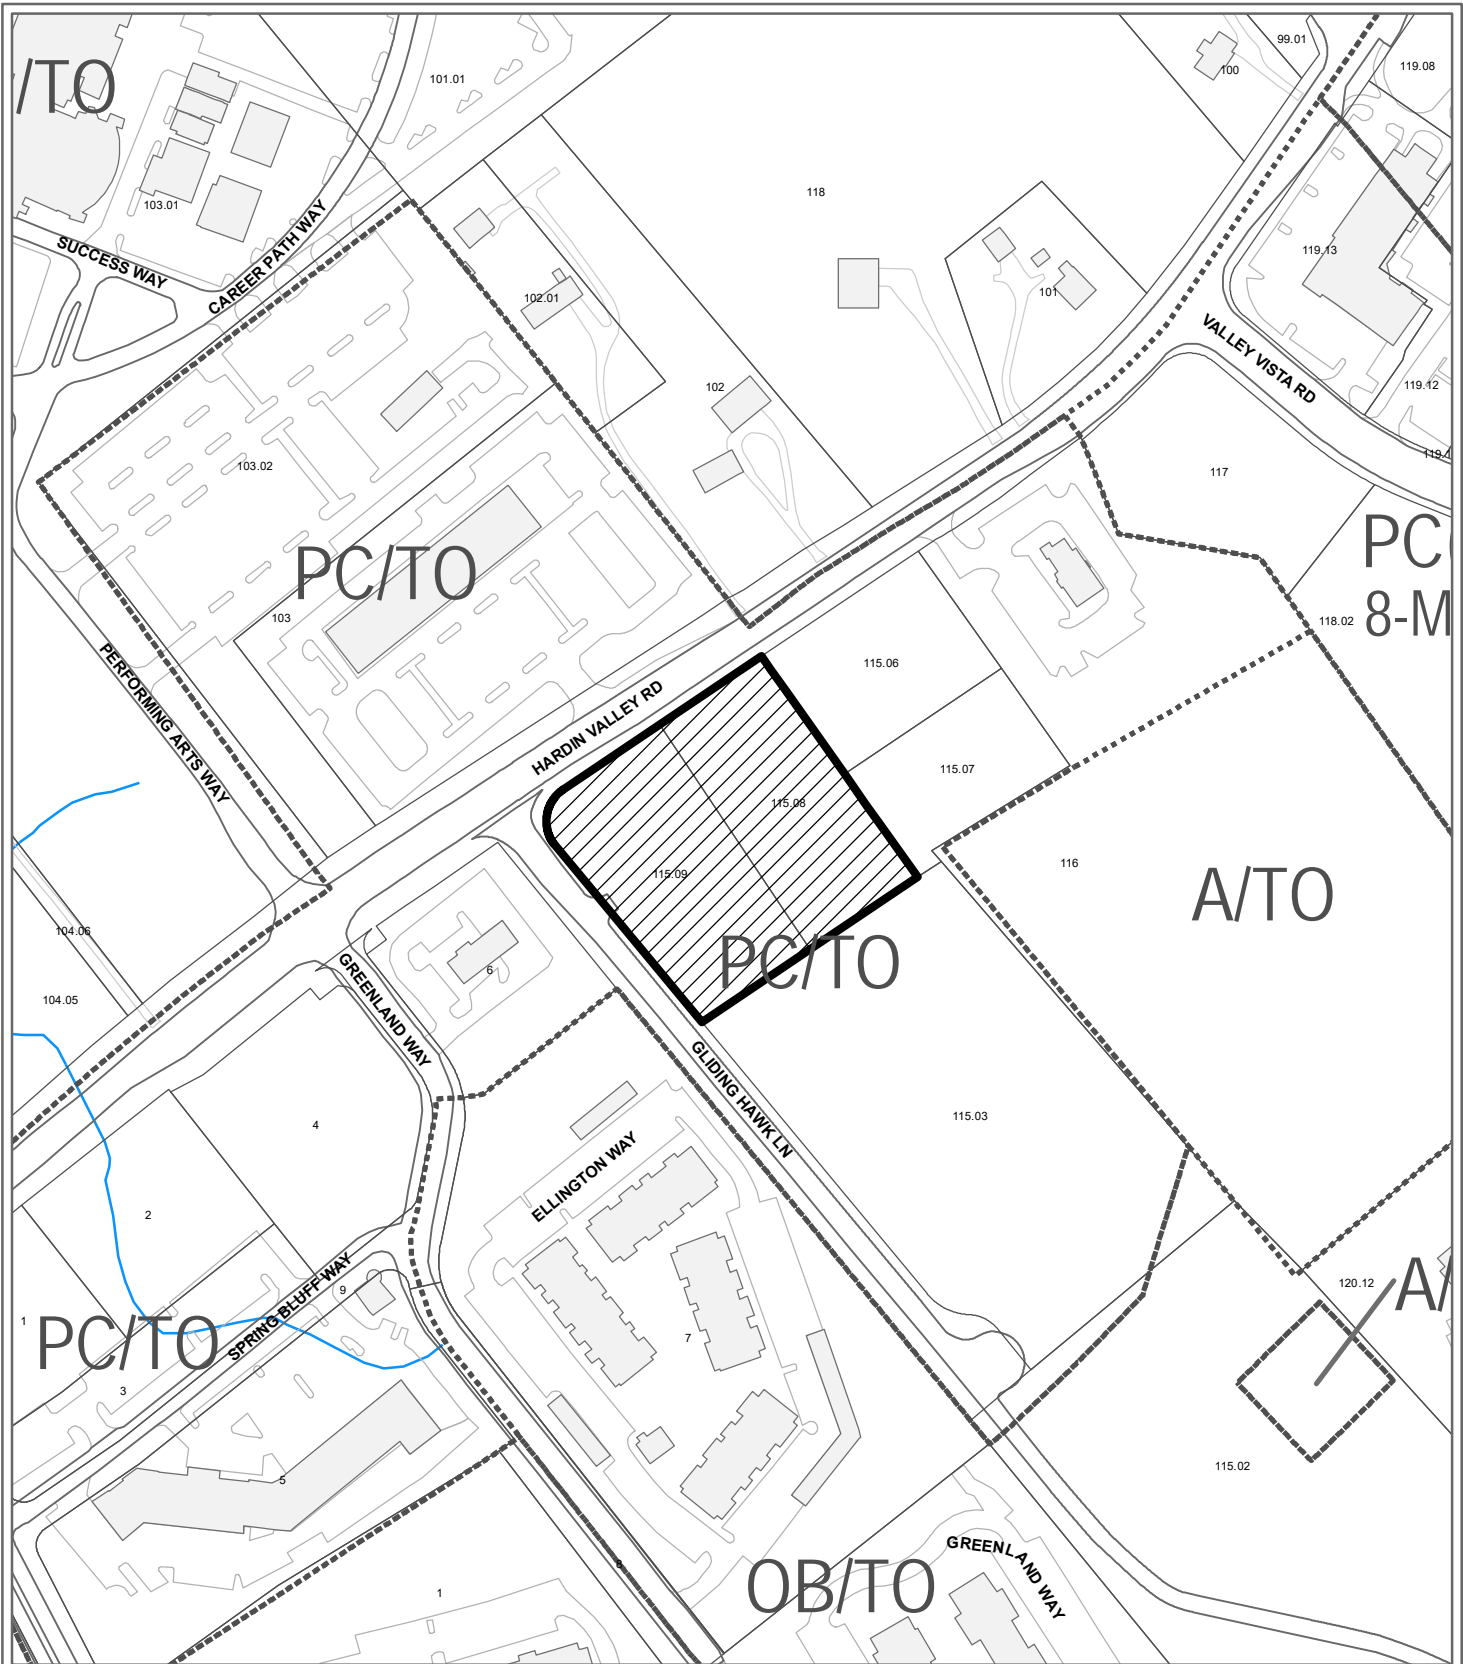 99.01
119.08
100
/TO
101.01
118
103.01
119.13
SUCCESS WAY
CAREER PATH WAY
102.01
101
VALLEY VISTA RD
102
119.12
103.02
119.1
117
PC
PC/TO
8-M
103
118.02
115.06
PERFORMING ARTS WAY
HARDIN VALLEY RD
115.07
115.08
116
115.09
A/TO
104.06
PC/TO
6
104.05
GREENLAND WAY
GLIDING HAWK LN
4
115.03
ELLINGTON WAY
2
SPRING BLUFF WAY
9
120.12
A/
1
PC/TO
7
3
115.02
5
GREENLAND WAY
8
OB/TO
1